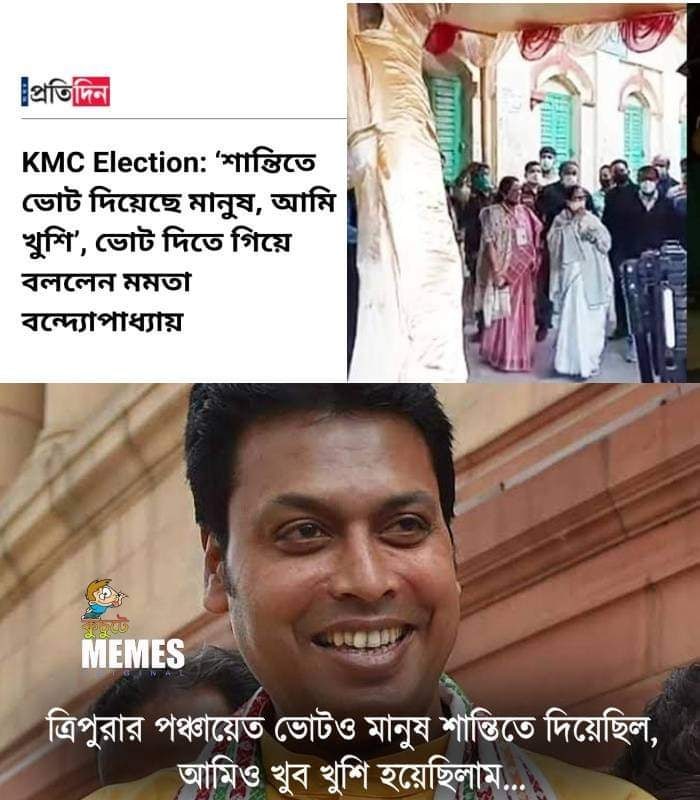 প্রতিদিন
KMC Election: ‘শান্তিতে
ভোট দিয়েছে মানুষ, আমি
খুশি’, ভোট দিতে গিয়ে
বললেন মমতা
বন্দ্যোপাধ্যায়
MEMES
ত্রিপুরার পঞ্চায়েত ভোটও মানুষ শান্তিতে দিয়েছিল,
আমিও খুব খুশি হয়েছিলাম...